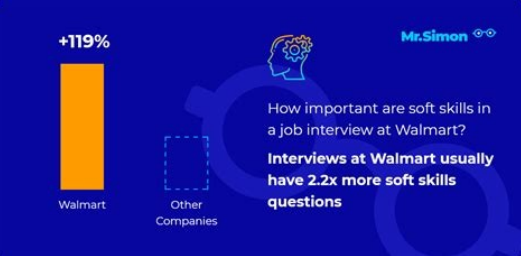 +119%
Walmart
Other
Companies
Mr.Simon
How important are soft skills in
a job interview at Walmart?
Interviews at Walmart usually
have 2.2x more soft skills
questions